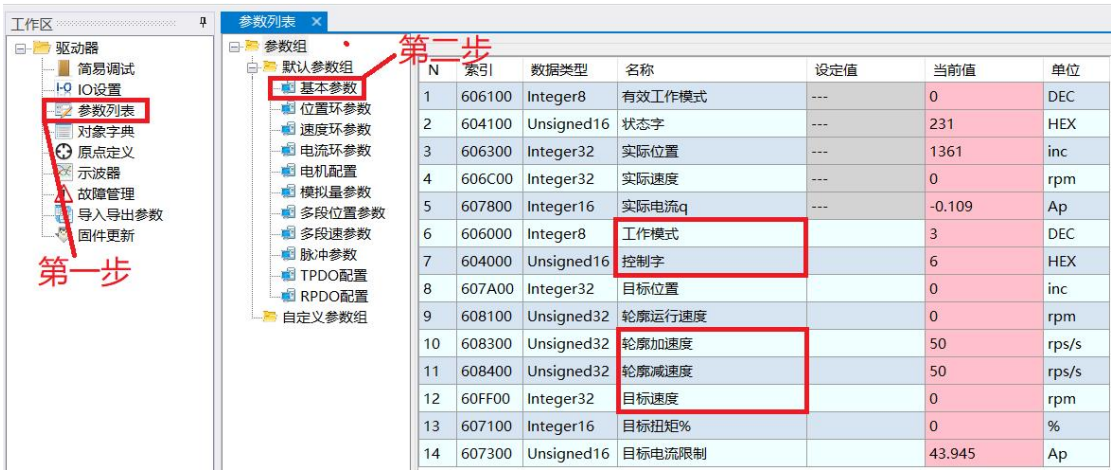 工作区
驱动器
简易调试
IO设置
参数列表
对象字典
原点定义
示波器
故障管理
导入导出参数
固件更新
第一步
参数列表 ×
参数组
默认参数组
基本参数
位置环参数
速度环参数
电流环参数
电机配置
模拟量参数
多段位置参数
多段速参数
脉冲参数
TPDO配置
RPDO配置
自定义参数组
第二步
N 索引 数据类型 名称 设定值 当前值 单位
1 606100 Integer8 有效工作模式 --- 0 DEC
2 604100 Unsigned16 状态字 --- 231 HEX
3 606300 Integer32 实际位置 --- 1361 inc
4 606C00 Integer32 实际速度 --- 0 rpm
5 607800 Integer16 实际电流q --- -0.109 Ap
6 606000 Integer8 工作模式 3 DEC
7 604000 Unsigned16 控制字 6 HEX
8 607A00 Integer32 目标位置 0 inc
9 608100 Unsigned32 轮廓运行速度 0 rpm
10 608300 Unsigned32 轮廓加速度 50 rps/s
11 608400 Unsigned32 轮廓减速度 50 rps/s
12 60FF00 Integer32 目标速度 0 rpm
13 607100 Integer16 目标扭矩% 0 %
14 607300 Unsigned16 目标电流限制 43.945 Ap